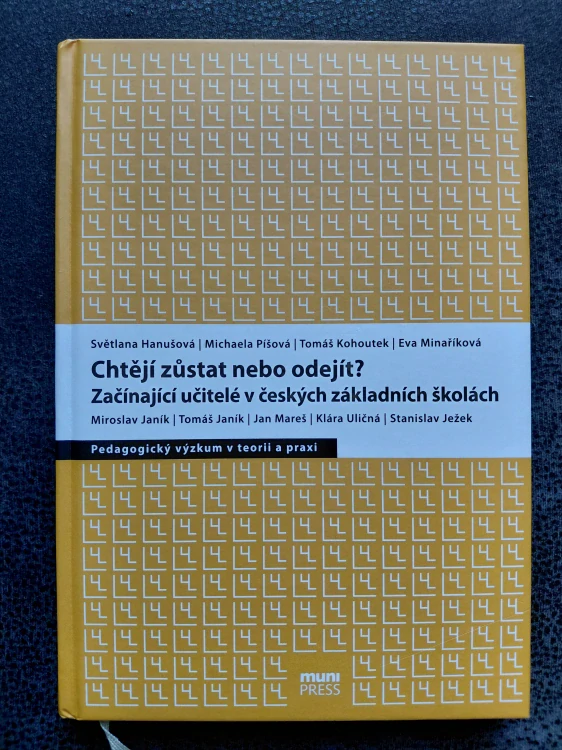 Světlana Hanušová | Michaela Píšová | Tomáš Kohoutek | Eva Minaříková
Chtějí zůstat nebo odejít?
Začínající učitelé v českých základních školách
Miroslav Janík | Tomáš Janík | Jan Mareš | Klára Uličná | Stanislav Ježek
Pedagogický výzkum v teorii a praxi
muni
PRESS